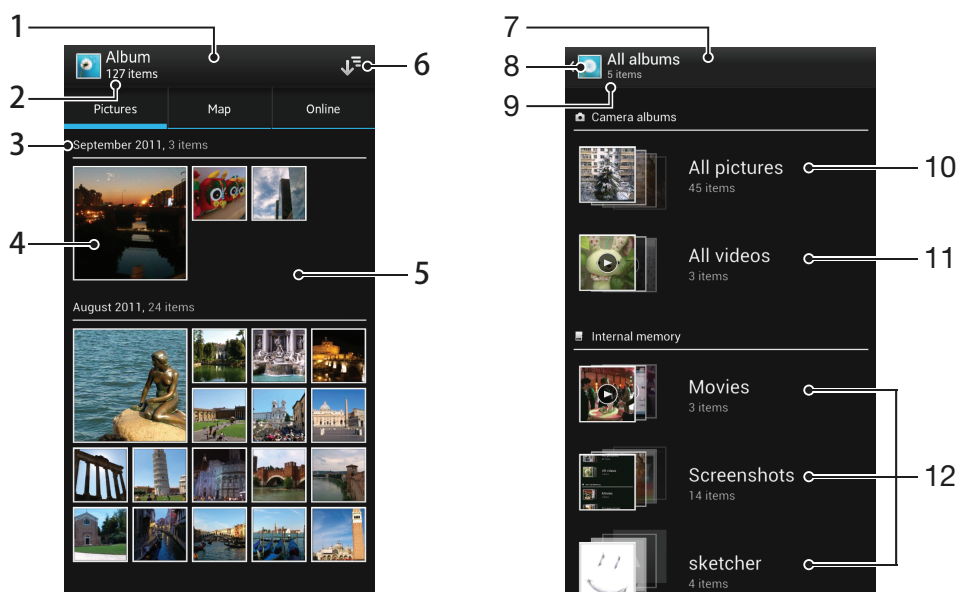 1
Album
127 items
6
2
Pictures
Map
Online
3
September 2011, 3 items
4
5
August 2011, 24 items
7
8
All albums
5 items
9
Camera albums
All pictures
45 items
10
All videos
3 items
11
Internal memory
Movies
3 items
Screenshots
14 items
12
sketcher
4 items